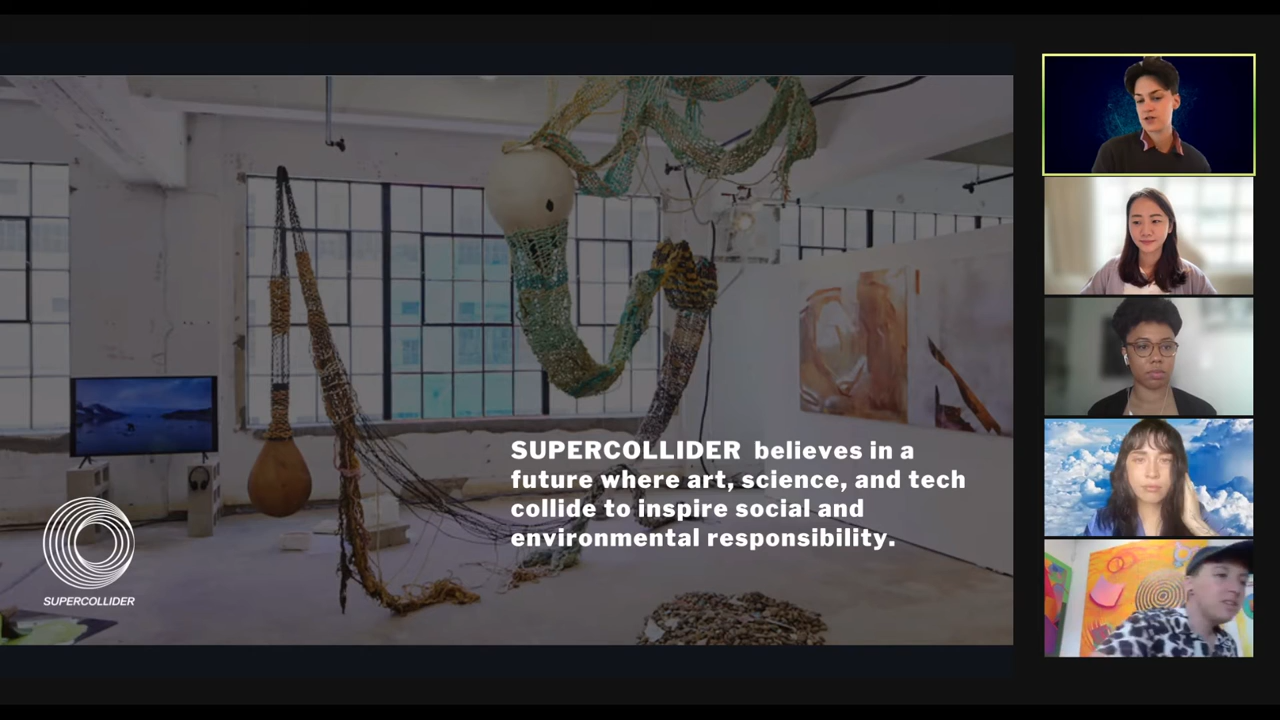 SUPERCOLLIDER believes in a
future where art, science, and tech
collide to inspire social and
environmental responsibility.
SUPERCOLLIDER